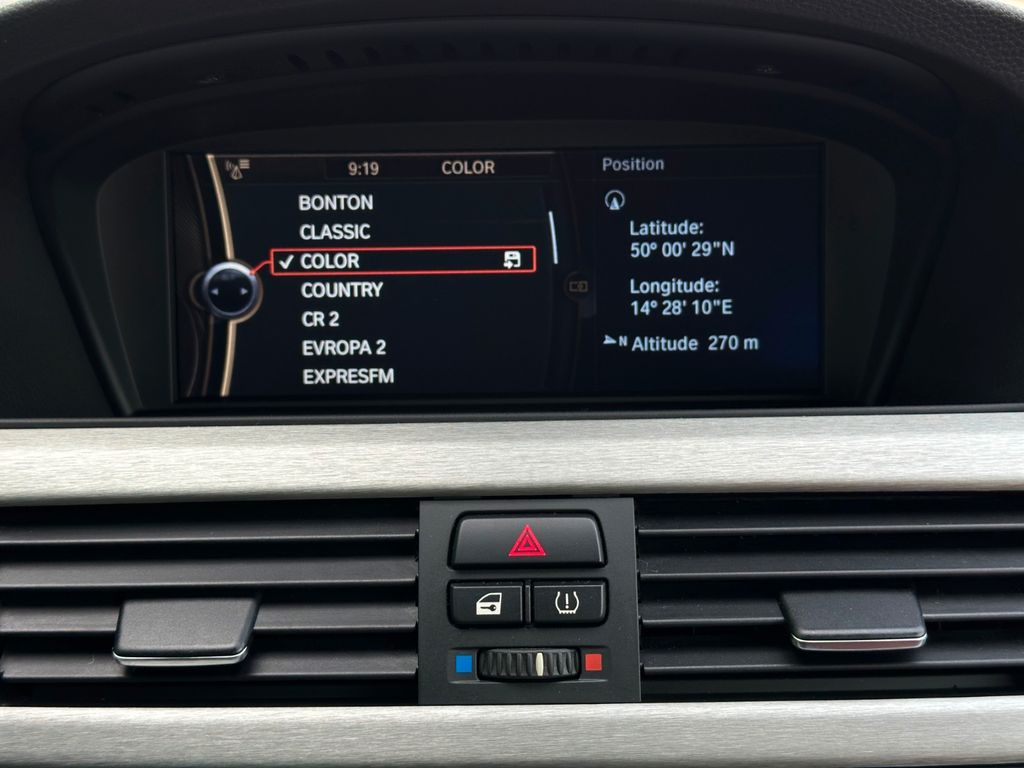 9:19 COLOR
BONTON
CLASSIC
COLOR
COUNTRY
CR 2
EVROPA 2
EXPRESFM
Position
Latitude:
50° 00' 29"N
Longitude:
14° 28' 10"E
N Altitude 270 m